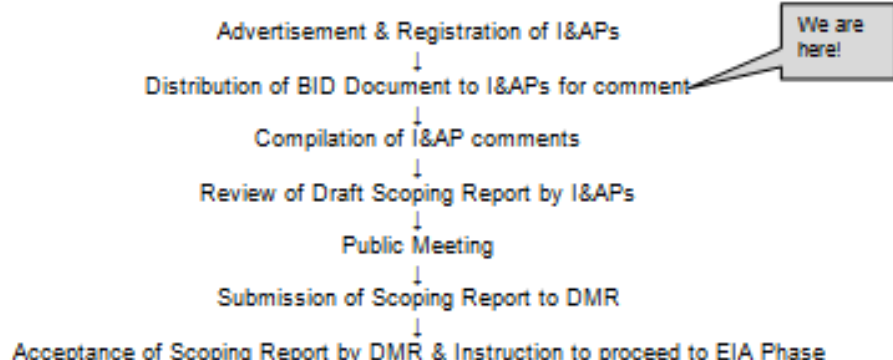 Advertisement & Registration of I&APs
We are
here!
↓
Distribution of BID Document to I&APs for comment
↓
Compilation of I&AP comments
↓
Review of Draft Scoping Report by I&APs
↓
Public Meeting
↓
Submission of Scoping Report to DMR
↓
Acceptance of Scoping Report by DMR & Instruction to proceed to EIA Phase